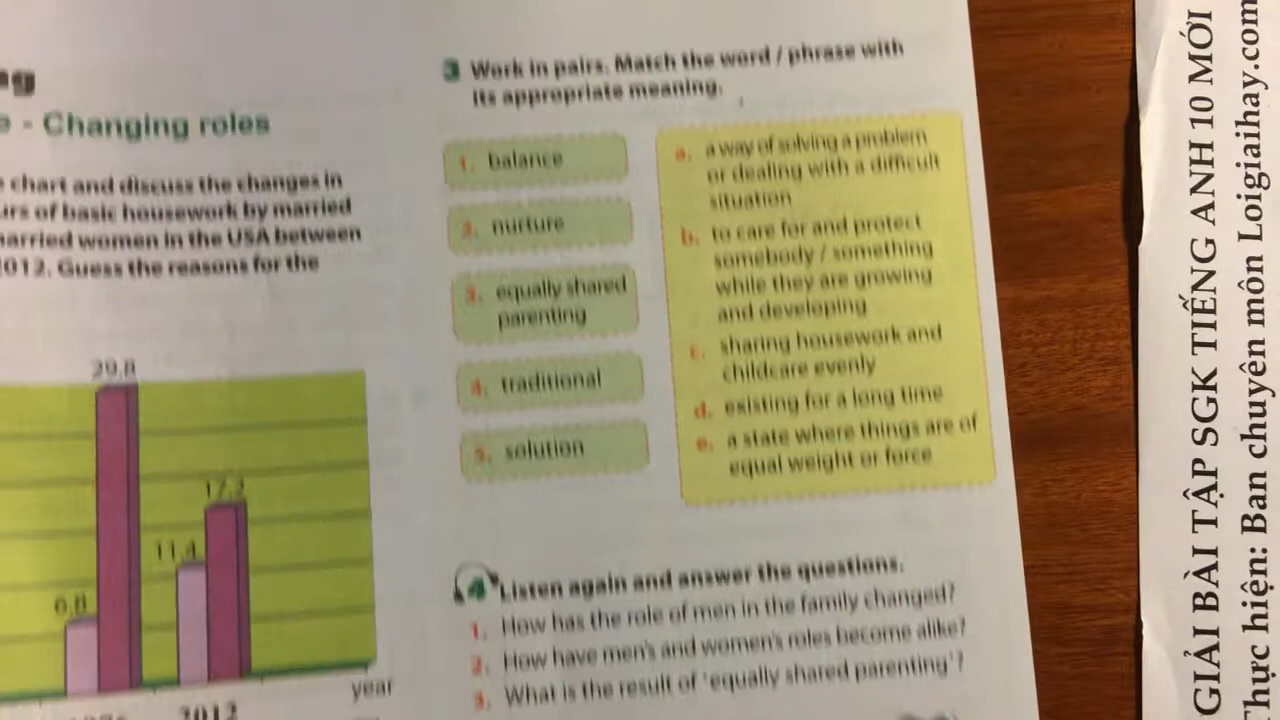 ng
- Changing roles
chart and discuss the changes in
of basic housework by married
married women in the USA between
2012. Guess the reasons for the
29,8
17,2
11,4
6,8
2012
year
3 Work in pairs. Match the word / phrase with
its appropriate meaning.
1. balance
2. nurture
3. equally shared
parenting
4. traditional
5. solution
a. a way of solving a problem
or dealing with a difficult
situation
b. to care for and protect
somebody / something
while they are growing
and developing
c. sharing housework and
childcare evenly
d. existing for a long time
e. a state where things are of
equal weight or force
4 Listen again and answer the questions.
1. How has the role of men in the family changed?
2. How have men's and women's roles become alike?
3. What is the result of 'equally shared parenting'?
GIẢI BÀI TẬP SGK TIẾNG ANH 10 MỚI
Thực hiện: Ban chuyên môn Loigiaihay.com